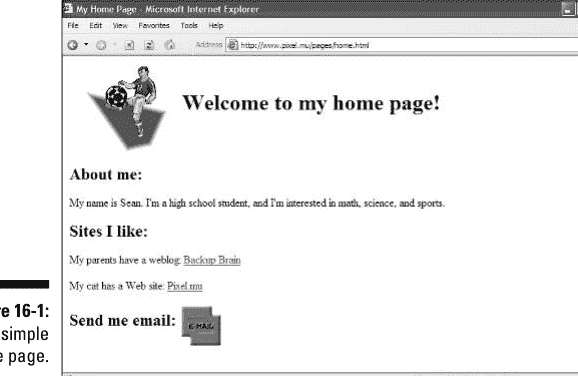 My Home Page - Microsoft Internet Explorer
File Edit View Favorites Tools Help
Address http://www.pixel.mu/pages/home.html
Welcome to my home page!
About me:
My name is Sean. I'm a high school student, and I'm interested in math, science, and sports.
Sites I like:
My parents have a weblog: Backup Brain
My cat has a Web site: Pixel.mu
Send me email: E-MAIL
re 16-1:
simple
e page.